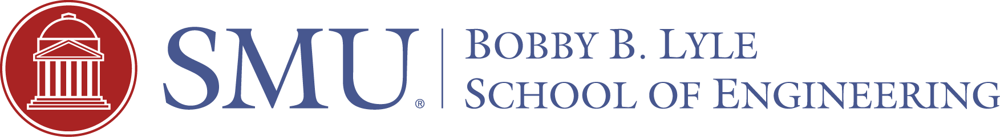 SMU®
BOBBY B. LYLE
SCHOOL OF ENGINEERING